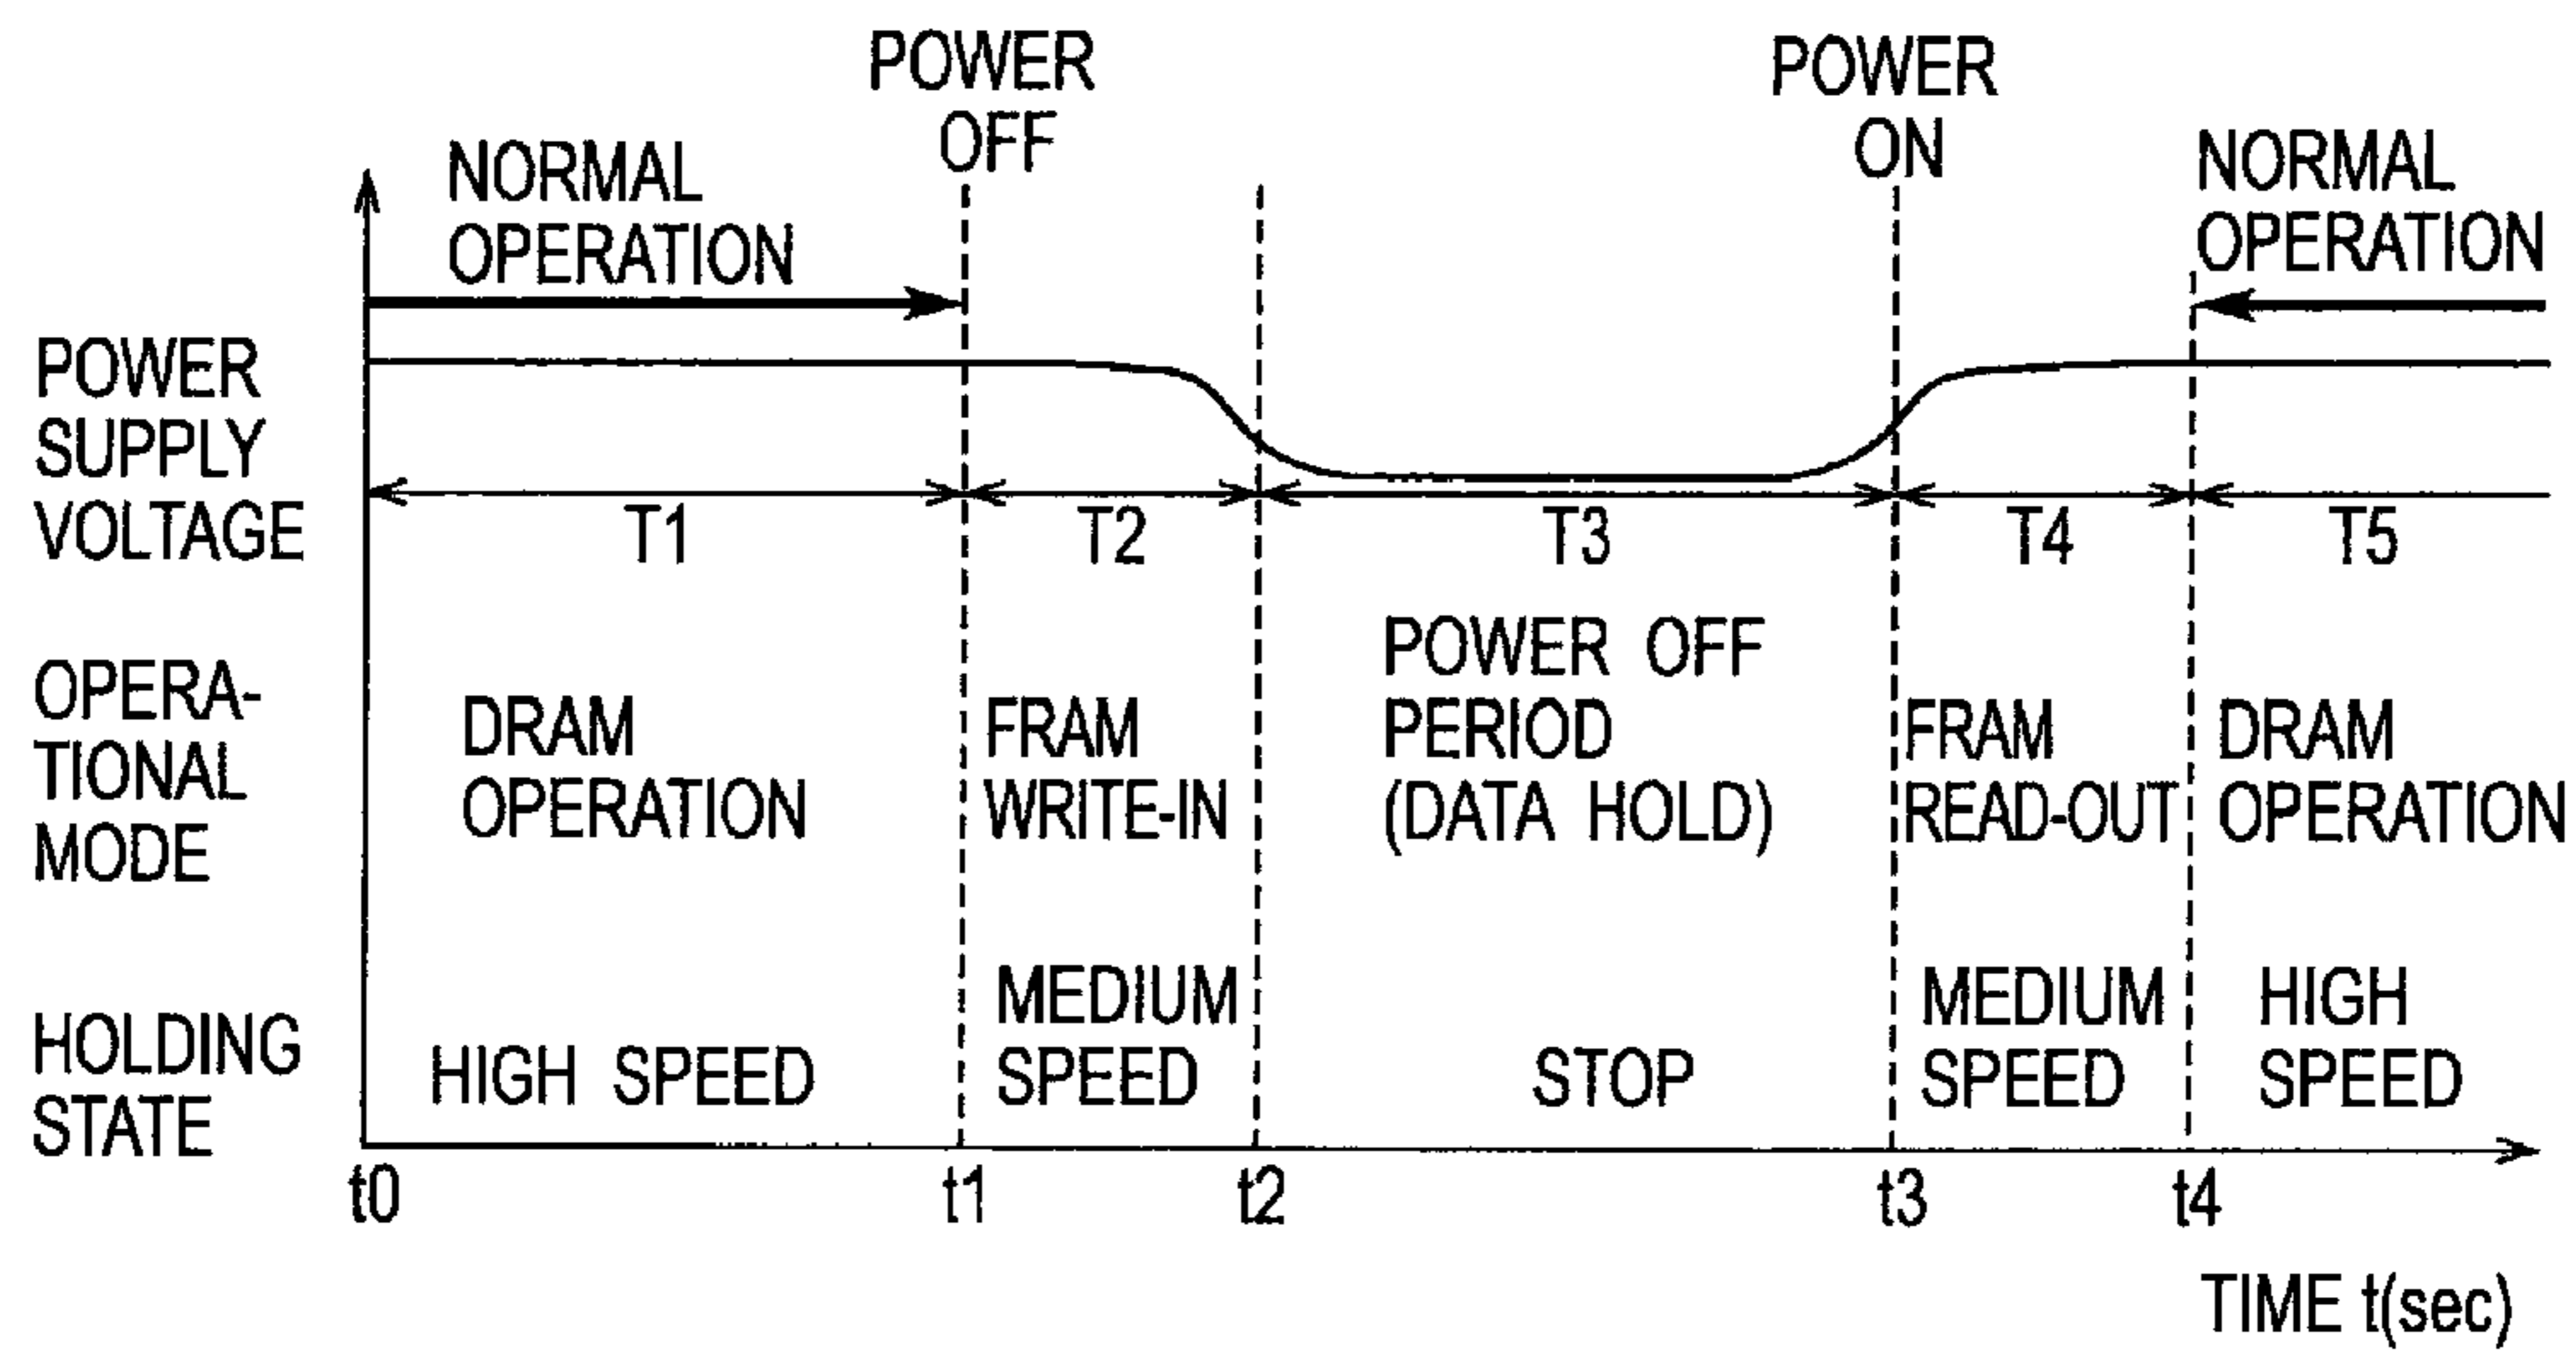 POWER
OFF
POWER
ON
NORMAL
OPERATION
NORMAL
OPERATION
POWER
SUPPLY
VOLTAGE
T1
T2
T3
T4
T5
OPERA-
TIONAL
MODE
DRAM
OPERATION
FRAM
WRITE-IN
POWER OFF
PERIOD
(DATA HOLD)
FRAM
READ-OUT
DRAM
OPERATION
HOLDING
STATE
HIGH SPEED
MEDIUM
SPEED
STOP
MEDIUM
SPEED
HIGH
SPEED
t0
t1
t2
t3
t4
TIME t(sec)